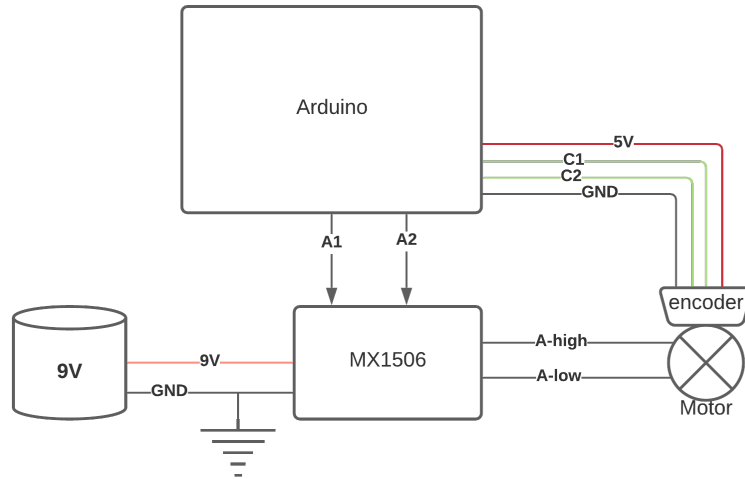 Arduino
5V
C1
C2
GND
A1
A2
encoder
9V
9V
GND
MX1506
A-high
A-low
Motor